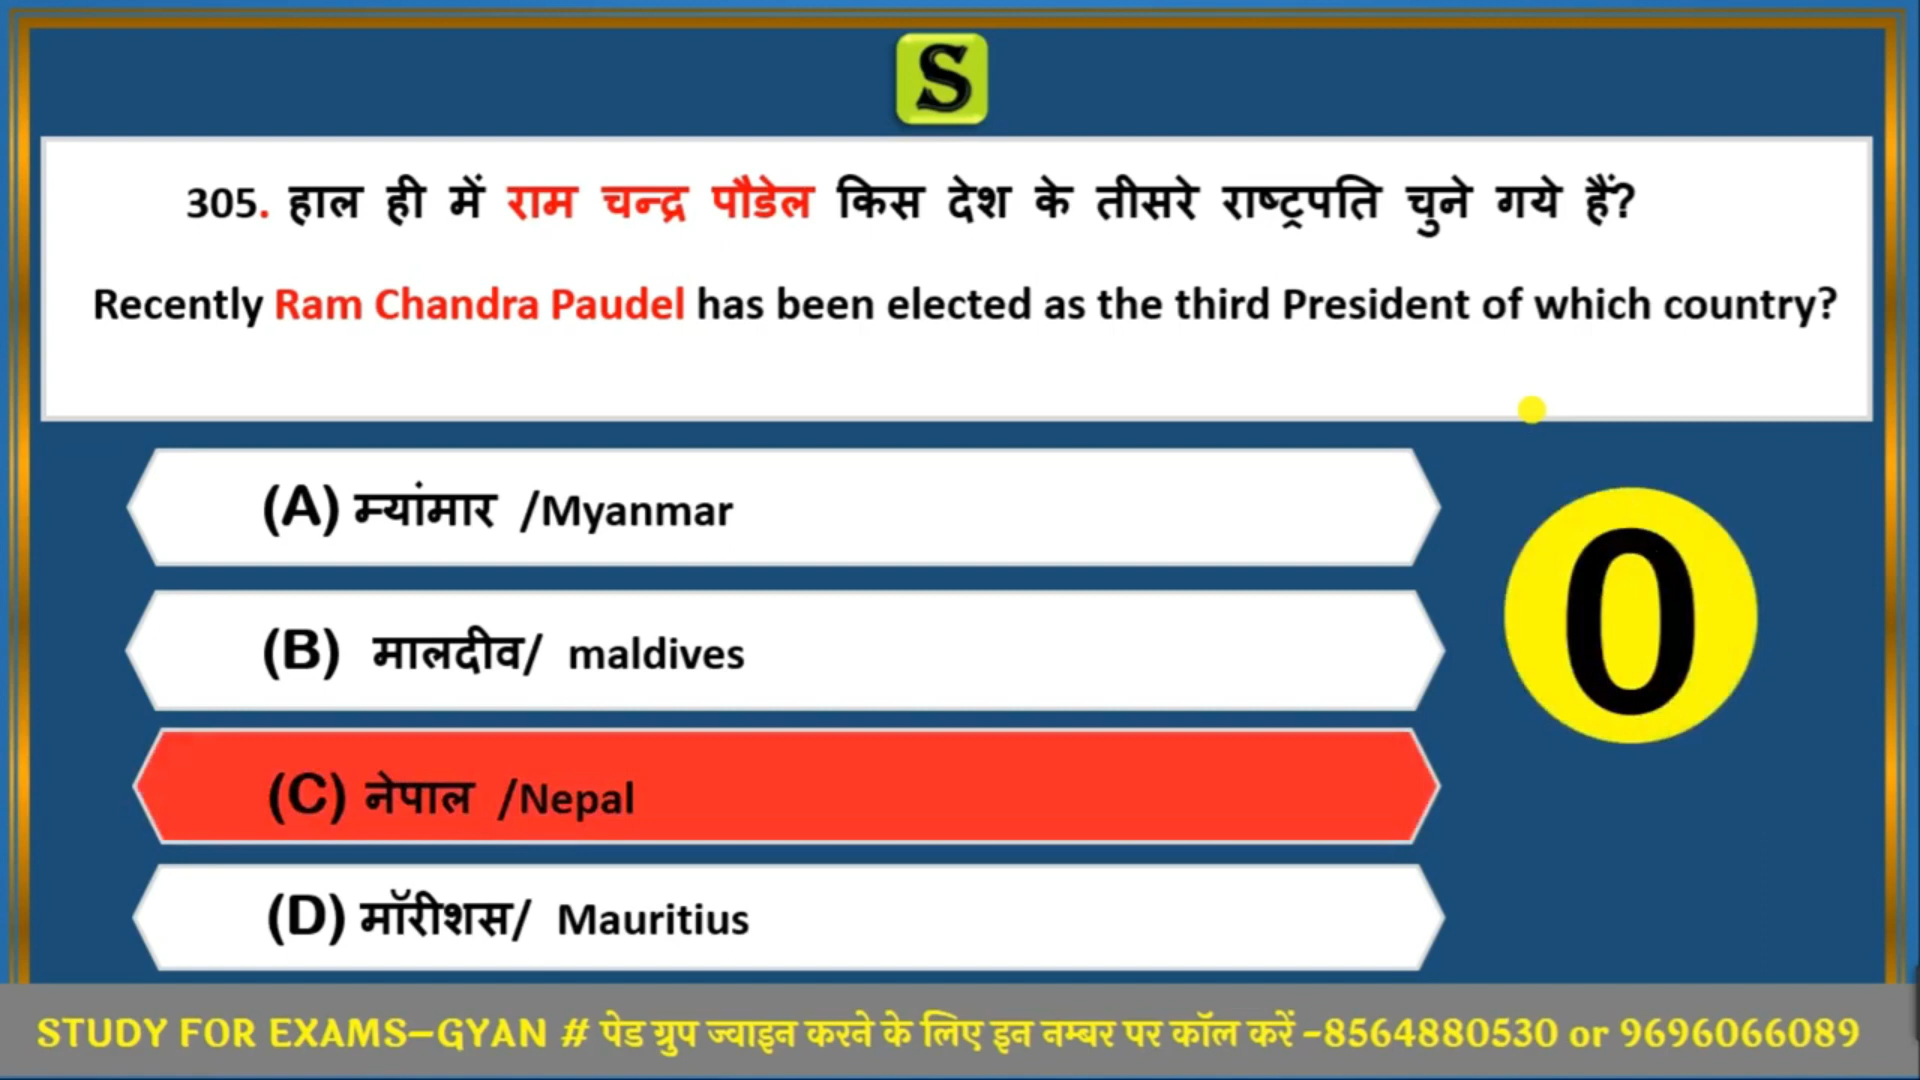 S
305. हाल ही में राम चन्द्र पौडेल किस देश के तीसरे राष्ट्रपति चुने गये हैं?
Recently Ram Chandra Paudel has been elected as the third President of which country?
(A) म्यांमार /Myanmar
(B) मालदीव/ maldives
0
(C) नेपाल /Nepal
(D) मॉरीशस/ Mauritius
STUDY FOR EXAMS-GYAN # पेड ग्रुप ज्वाइन करने के लिए इन नम्बर पर कॉल करें -8564880530 or 9696066089